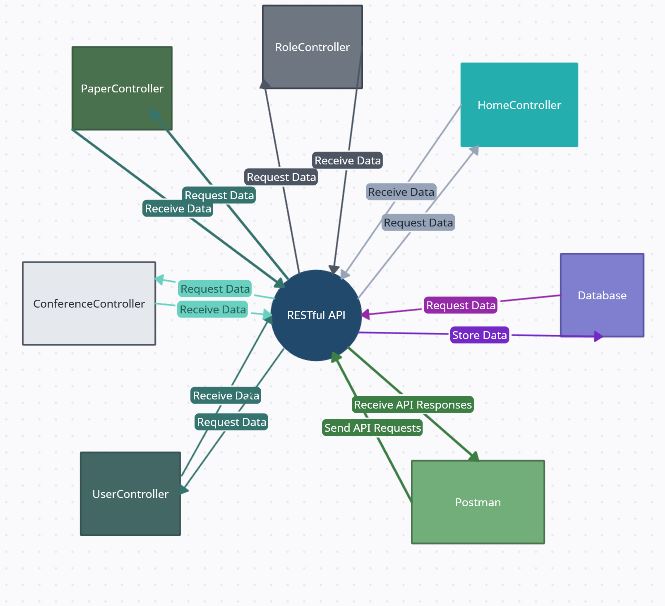 RoleController
PaperController
HomeController
Receive Data
Request Data
Receive Data
Request Data
Receive Data
Request Data
ConferenceController
Request Data
Receive Data
RESTful API
Request Data
Store Data
Database
Receive Data
Request Data
Receive API Responses
Send API Requests
UserController
Postman